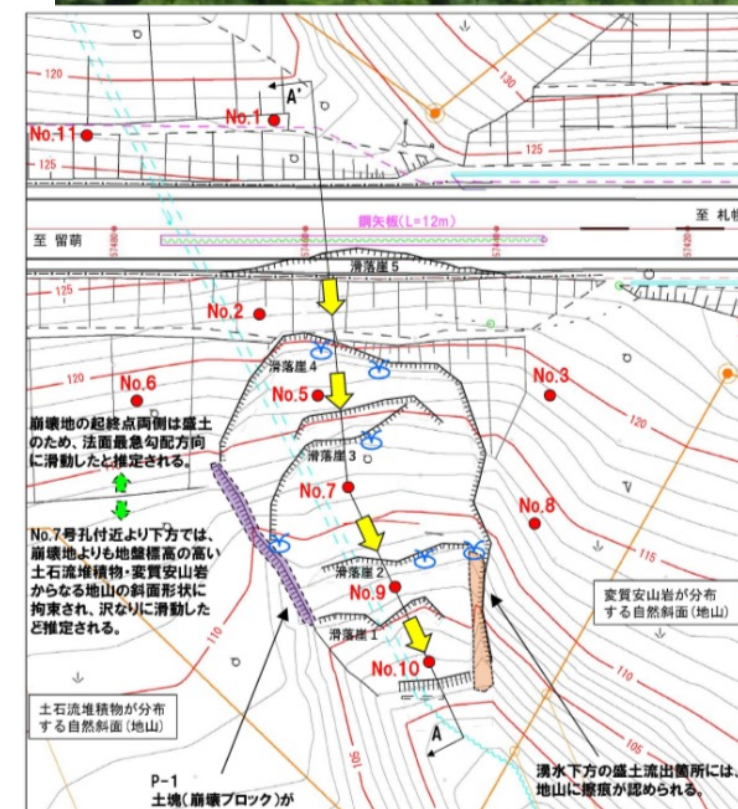 120
130
A'
No.1
No.11
125
125
鋼矢板(L=12m)
至 札幌
至 留萌
57480
57460
57440
57420
滑落崖5
125
No.2
滑落崖4
120
No.6
No.5
No.3
120
崩壊地の起終点両側は盛土
のため、法面最急勾配方向
に滑動したと推定される。
滑落崖3
No.7
No.8
No.7号孔付近より下方では、
崩壊地よりも地盤標高の高い
土石流堆積物・変質安山岩
からなる地山の斜面形状に
拘束され、沢なりに滑動した
と推定される。
115
滑落崖2
No.9
変質安山岩が分布
する自然斜面(地山)
110
滑落崖1
No.10
110
土石流堆積物が分布
する自然斜面(地山)
A
105
105
P-1
土塊(崩壊ブロック)が
湧水下方の盛土流出箇所には、
地山に擦痕が認められる。